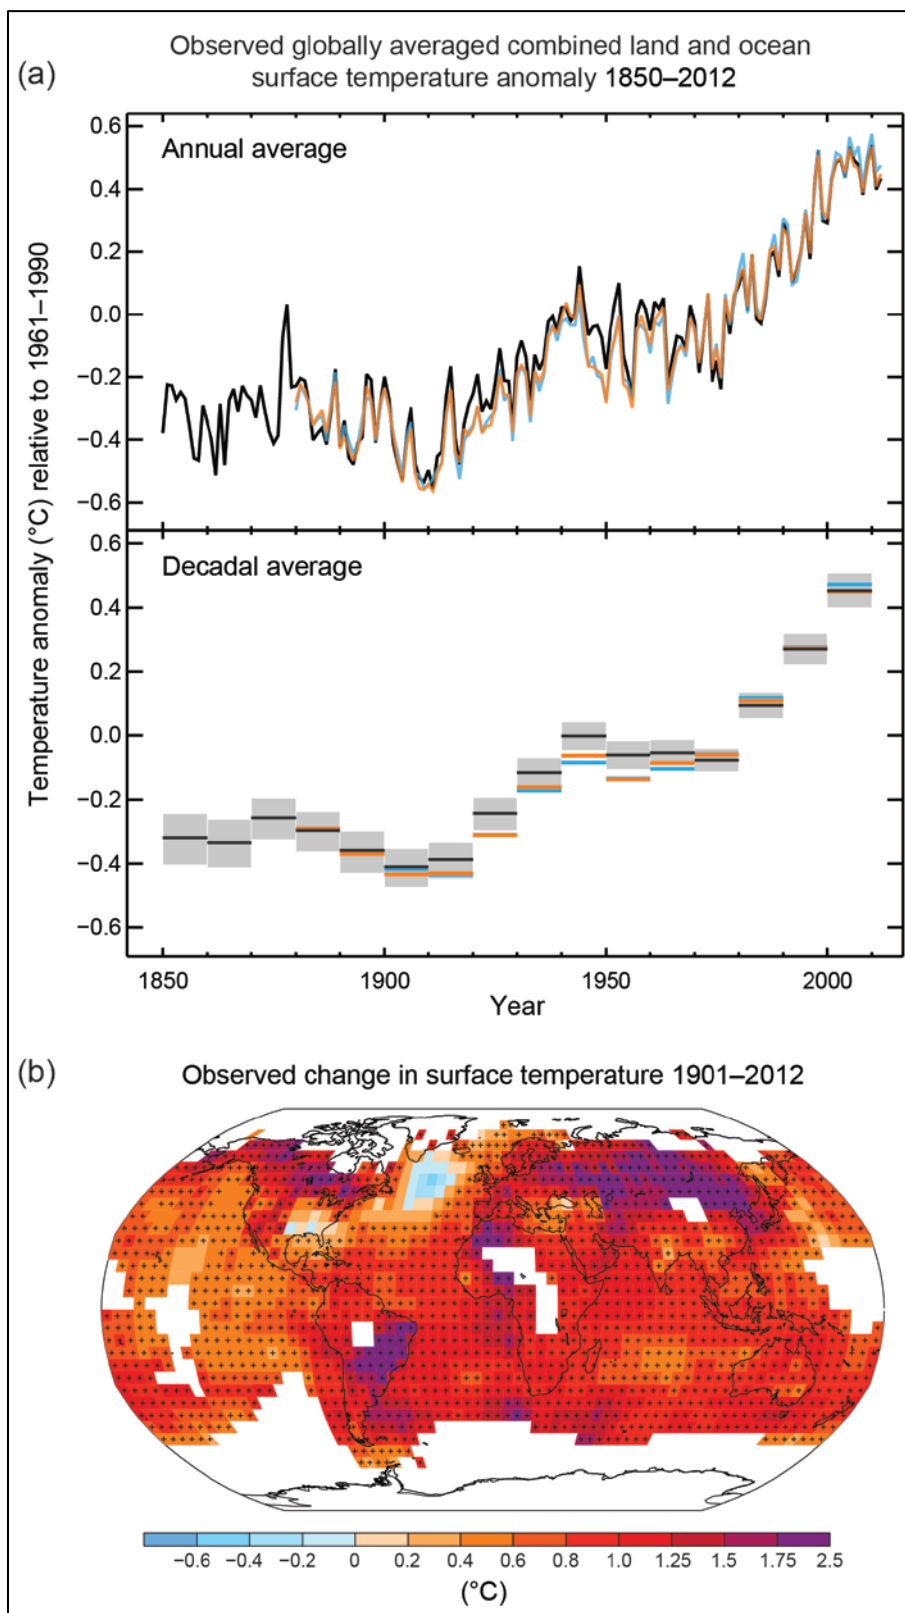 (a)
Observed globally averaged combined land and ocean
surface temperature anomaly 1850–2012
Temperature anomaly (°C) relative to 1961–1990
Annual average
0.6
0.4
0.2
0.0
−0.2
−0.4
−0.6
Decadal average
0.6
0.4
0.2
0.0
−0.2
−0.4
−0.6
1850
1900
1950
2000
Year
(b)
Observed change in surface temperature 1901–2012
−0.6 −0.4 −0.2 0 0.2 0.4 0.6 0.8 1.0 1.25 1.5 1.75 2.5
(°C)